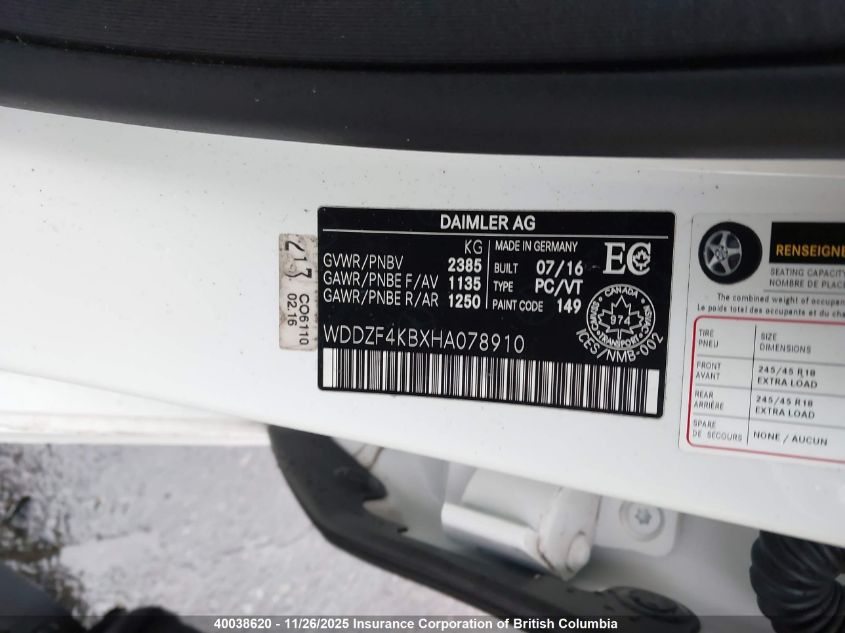 DAIMLER AG
KG
GVWR/PNBV 2385
GAWR/PNBE F/AV 1135
GAWR/PNBE R/AR 1250
MADE IN GERMANY
BUILT 07/16
TYPE PC/VT
PAINT CODE 149
EC
CANADA
974
TRANSPORT
ICES/NMB-002
WDDZF4KBXHA078910
717
CO6110
02.16
RENSEIGNE
SEATING CAPACITY
NOMBRE DE PLACE
The combined weight of occupan
Le poids total des occupants et du cha
TIRE
PNEU
SIZE
DIMENSIONS
FRONT
AVANT
245/45 R18
EXTRA LOAD
REAR
ARRIÈRE
245/45 R18
EXTRA LOAD
SPARE
DE SECOURS
NONE / AUCUN
40038620 - 11/26/2025 Insurance Corporation of British Columbia